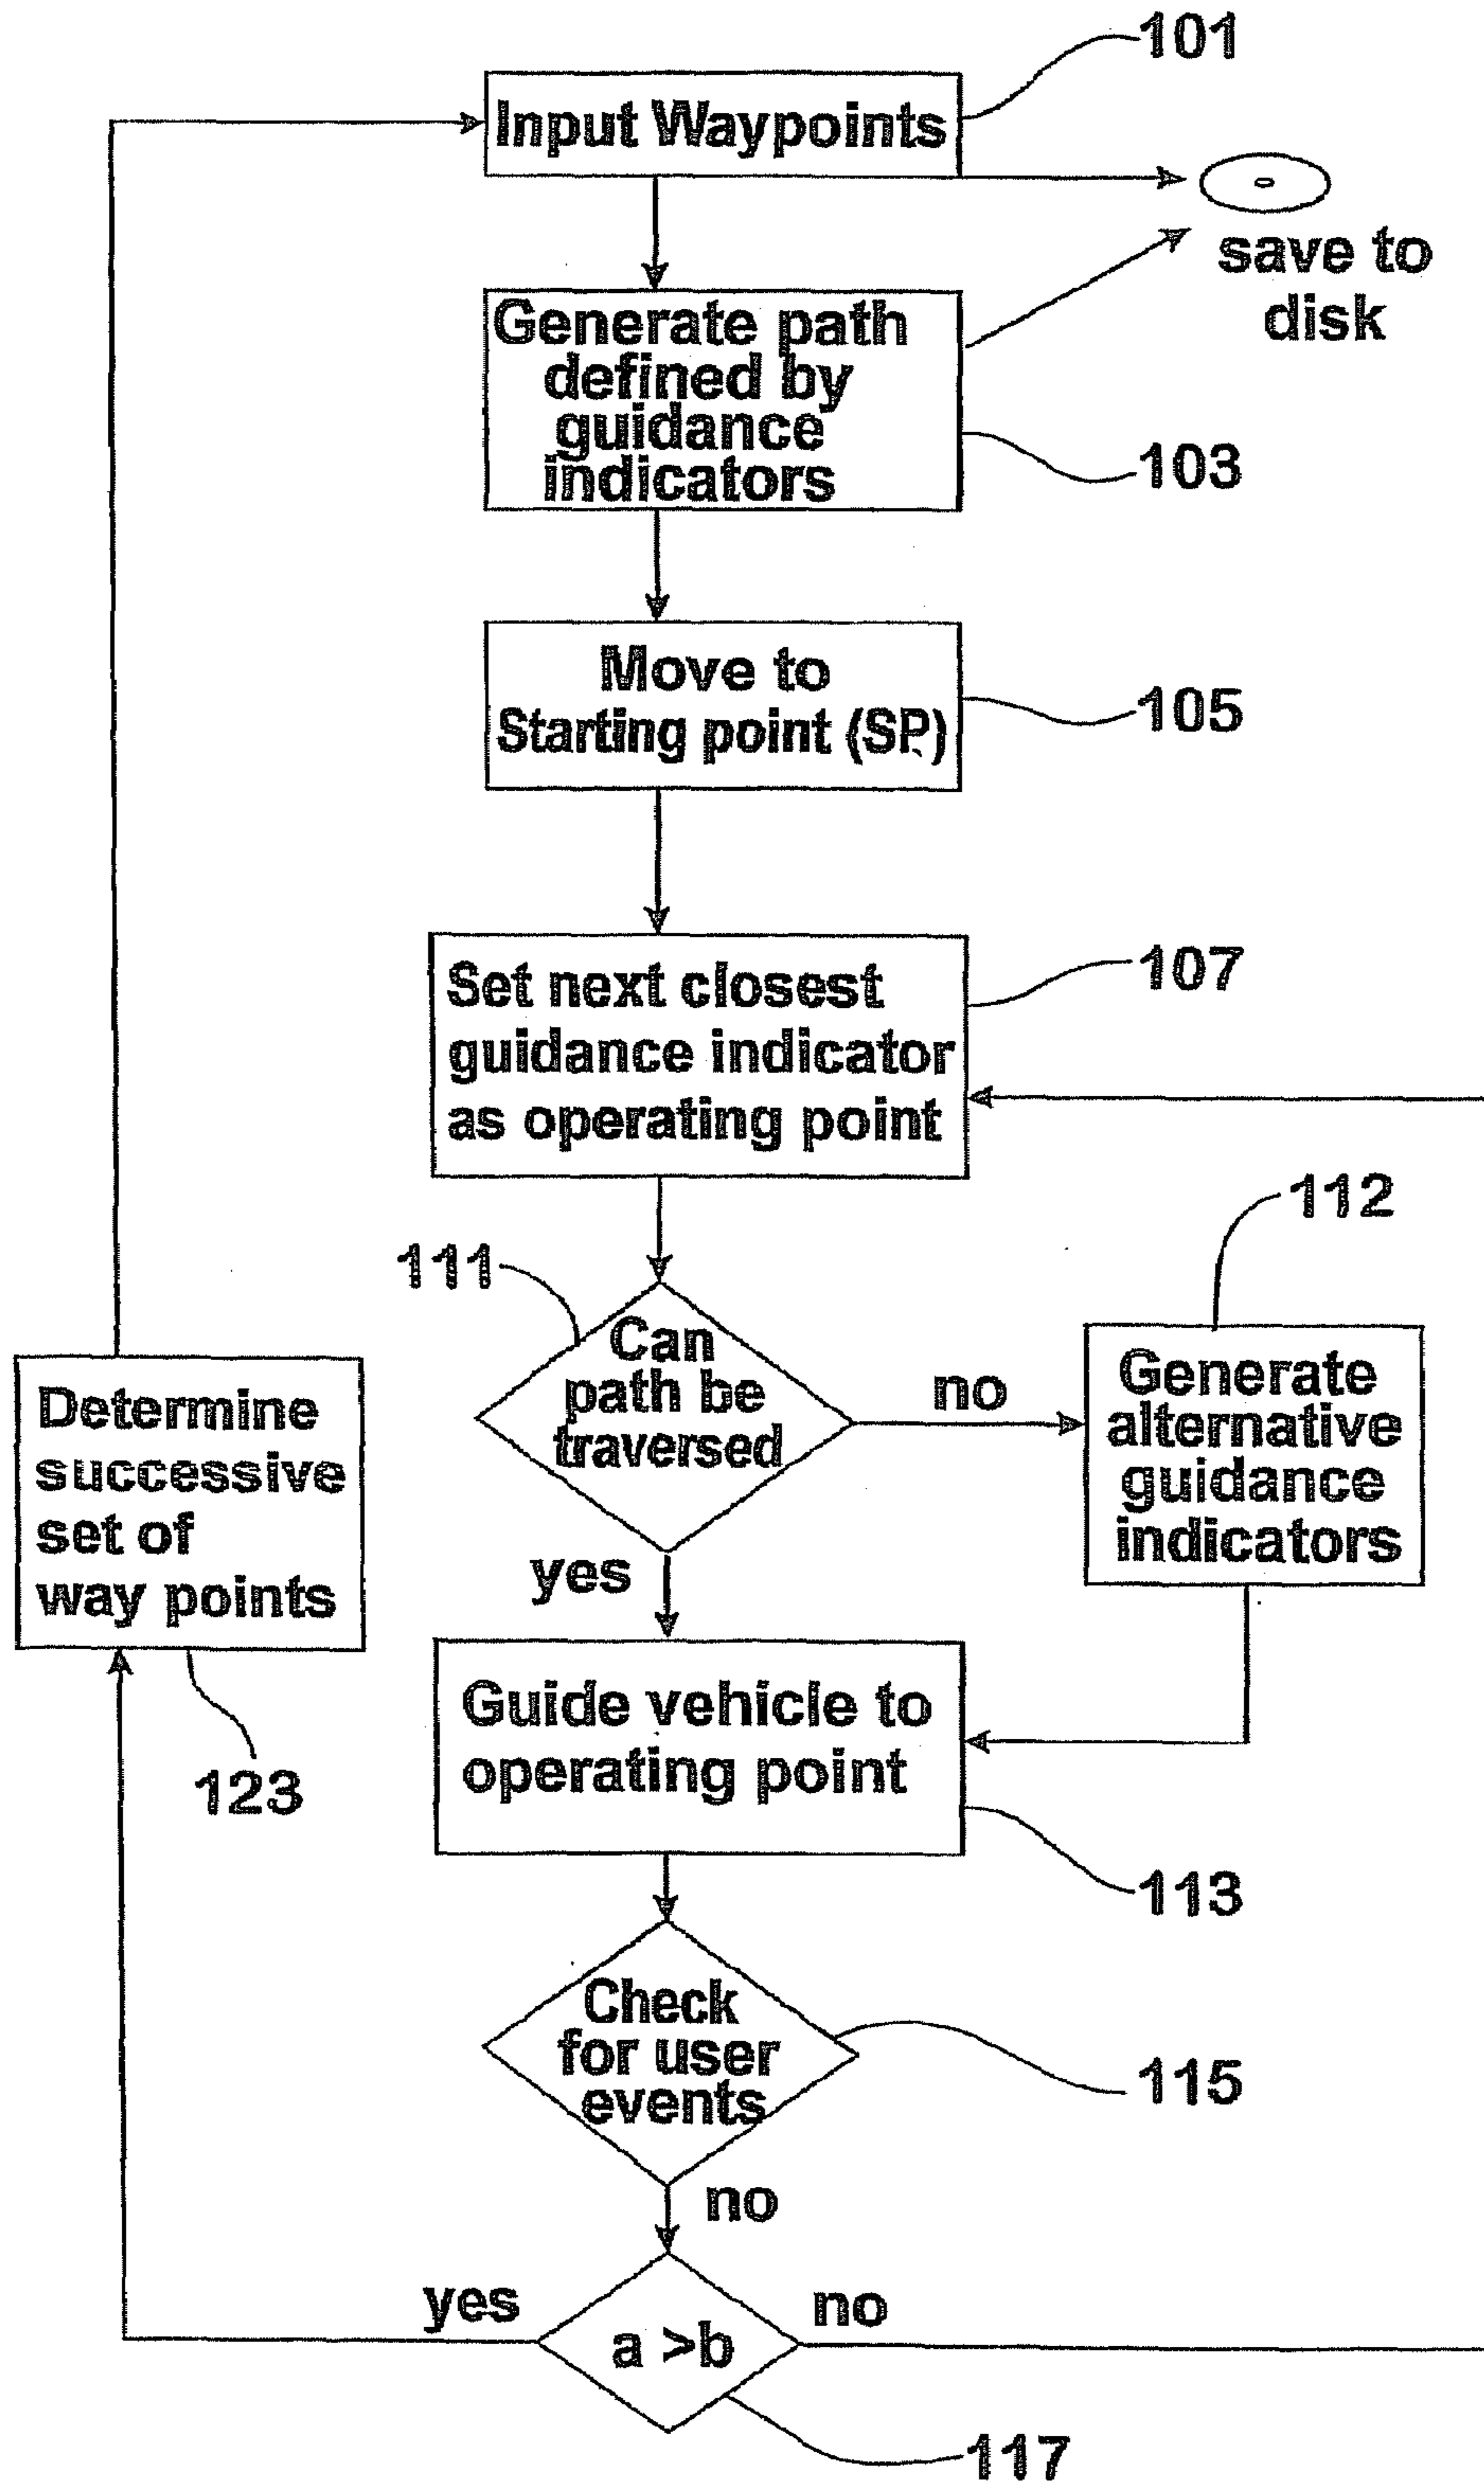 101
Input Waypoints
save to
disk
Generate path
defined by
guidance
indicators
103
Move to
Starting point (SP)
105
107
Set next closest
guidance indicator
as operating point
112
111
Can
path be
traversed
no
Generate
alternative
guidance
indicators
yes
Determine
successive
set of
way points
123
Guide vehicle to
operating point
113
Check
for user
events
115
no
yes
a >b
no
117